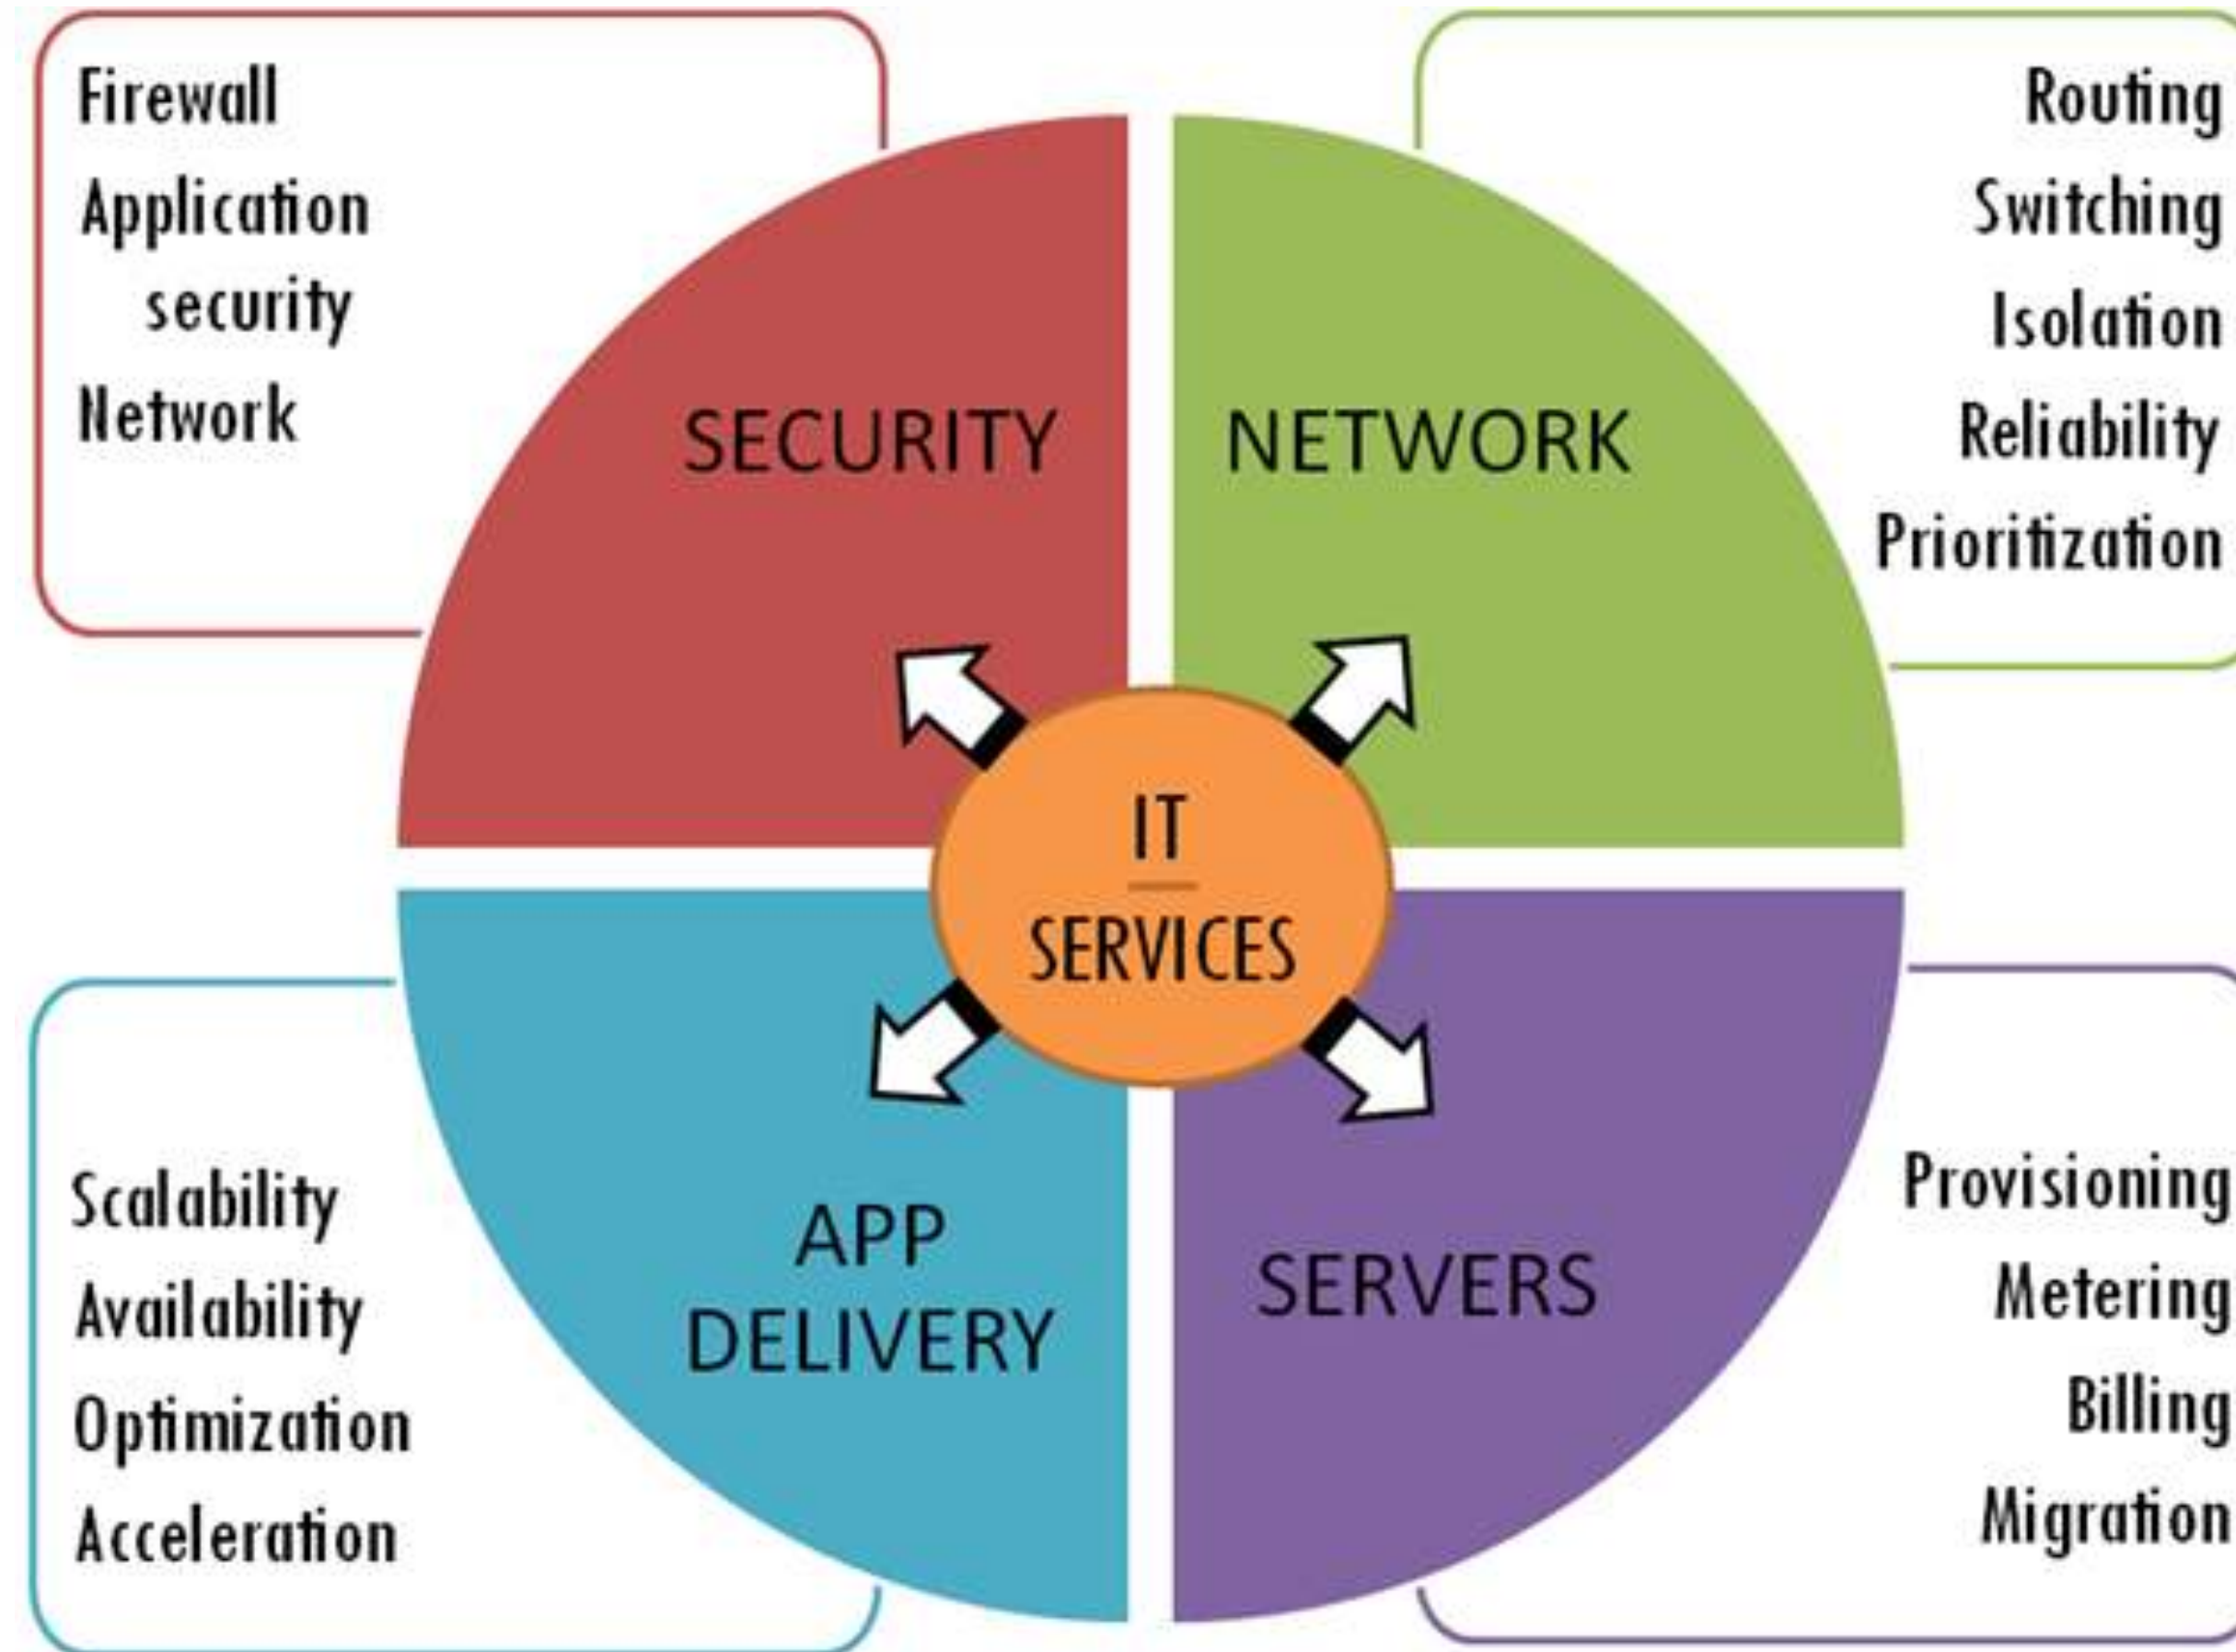 Firewall
Application
security
Network
SECURITY
NETWORK
Routing
Switching
Isolation
Reliability
Prioritization
IT
SERVICES
Scalability
Availability
Optimization
Acceleration
APP
DELIVERY
SERVERS
Provisioning
Metering
Billing
Migration